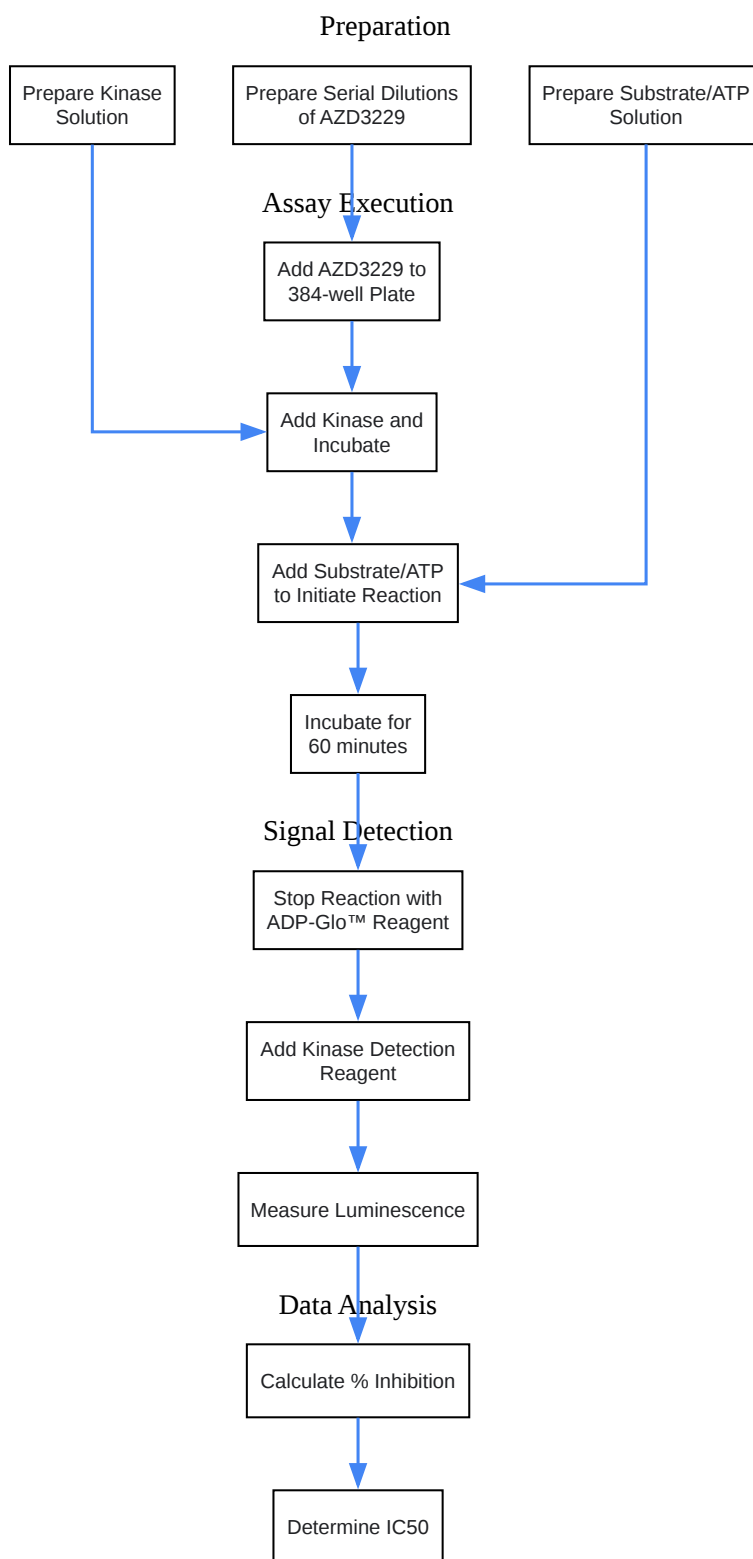 Preparation
Prepare Kinase
Solution
Prepare Serial Dilutions
of AZD3229
Prepare Substrate/ATP
Solution
Assay Execution
Add AZD3229 to
384-well Plate
Add Kinase and
Incubate
Add Substrate/ATP
to Initiate Reaction
Incubate for
60 minutes
Signal Detection
Stop Reaction with
ADP-Glo™ Reagent
Add Kinase Detection
Reagent
Measure Luminescence
Data Analysis
Calculate % Inhibition
Determine IC50